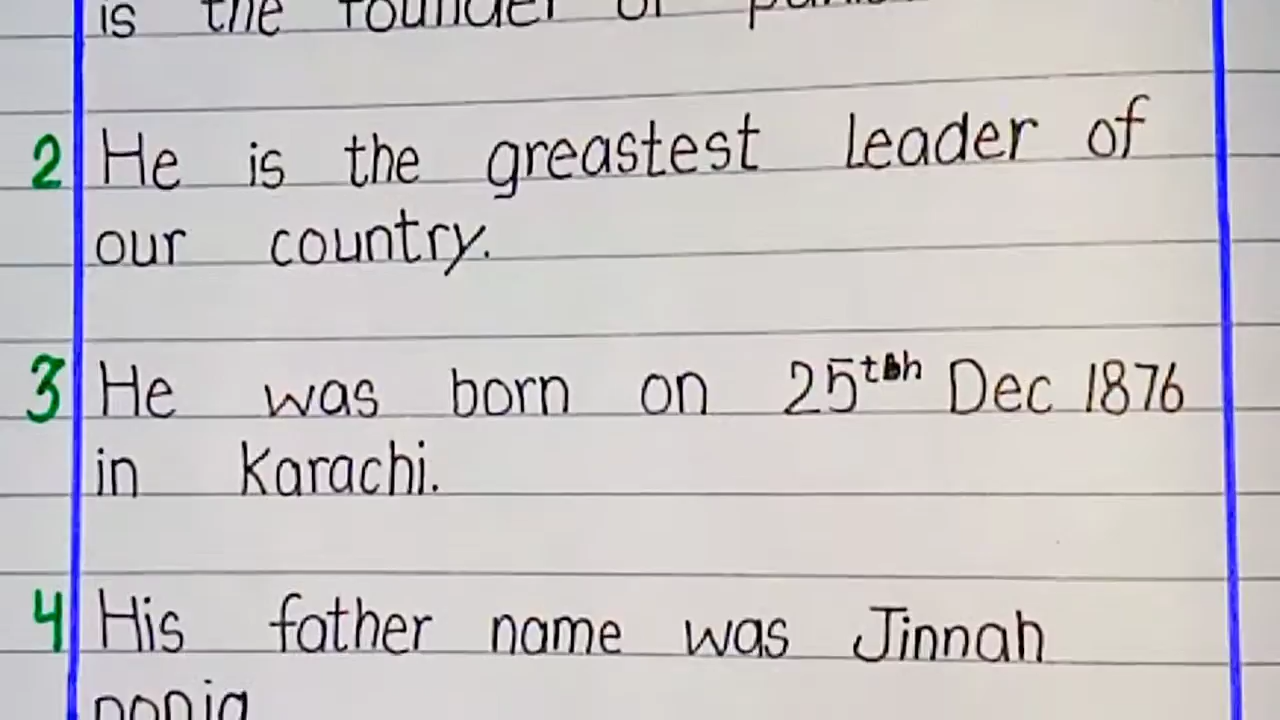 is the founder of
2 He is the greastest leader of
our country.
3 He was born on 25th Dec 1876
in Karachi.
4 His father name was Jinnah